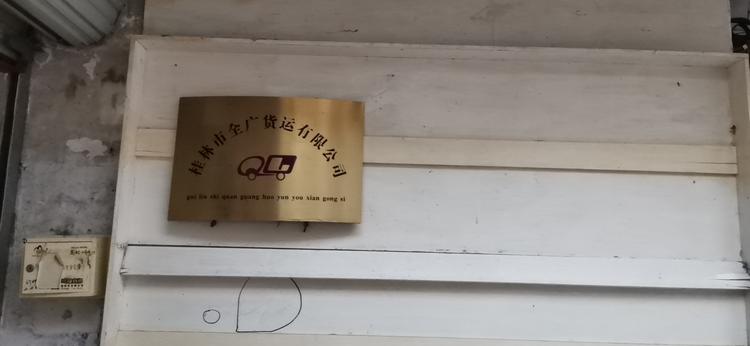 桂林市全广货运有限公司
gui lin shi quan guang huo yun you xian gong si